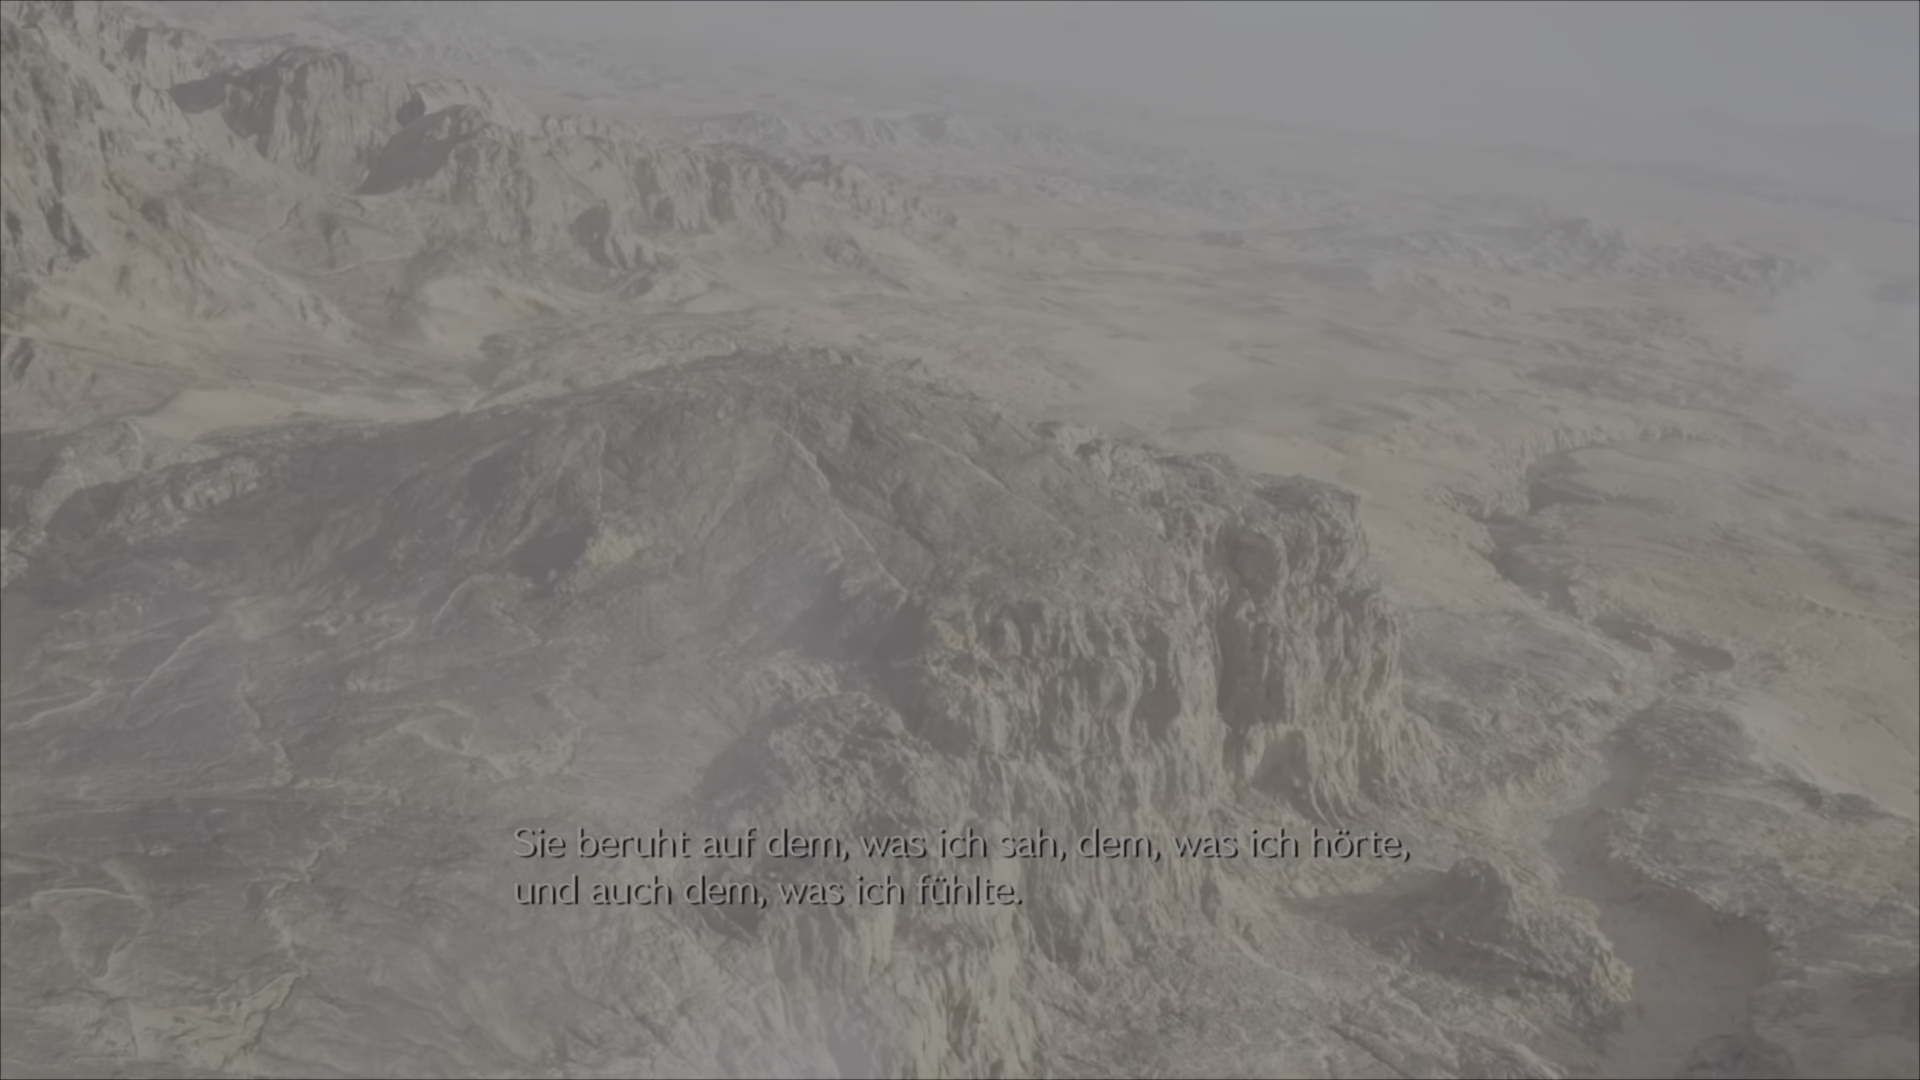 Sie beruht auf dem, was ich sah, dem, was ich hörte,
und auch dem, was ich fühlte.